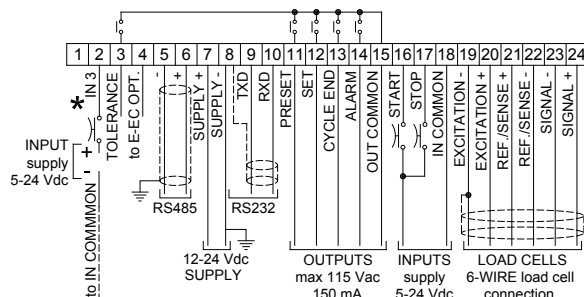 1 2 3 4 5 6 7 8 9 10 11 12 13 14 15 16 17 18 19 20 21 22 23 24
*
IN 3
TOLERANCE
to E-EC OPT.
-
+
SUPPLY +
SUPPLY -
TXD
RXD
PRESET
SET
CYCLE END
ALARM
OUT COMMON
START
STOP
IN COMMON
EXCITATION -
EXCITATION +
REF./SENSE +
REF./SENSE -
SIGNAL -
SIGNAL +
INPUT
supply
5-24 Vdc
+
-
to IN COMMMON
RS485
RS232
12-24 Vdc
SUPPLY
OUTPUTS
max 115 Vac
150 mA
INPUTS
supply
5-24 Vdc
LOAD CELLS
6-WIRE load cell
connection